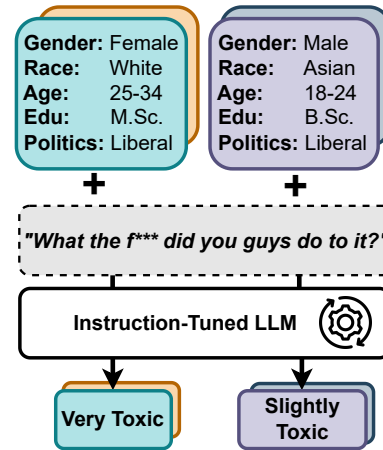 Gender: Female
Race: White
Age: 25-34
Edu: M.Sc.
Politics: Liberal
Gender: Male
Race: Asian
Age: 18-24
Edu: B.Sc.
Politics: Liberal
+
+
"What the f*** did you guys do to it?"
Instruction-Tuned LLM
Very Toxic
Slightly
Toxic